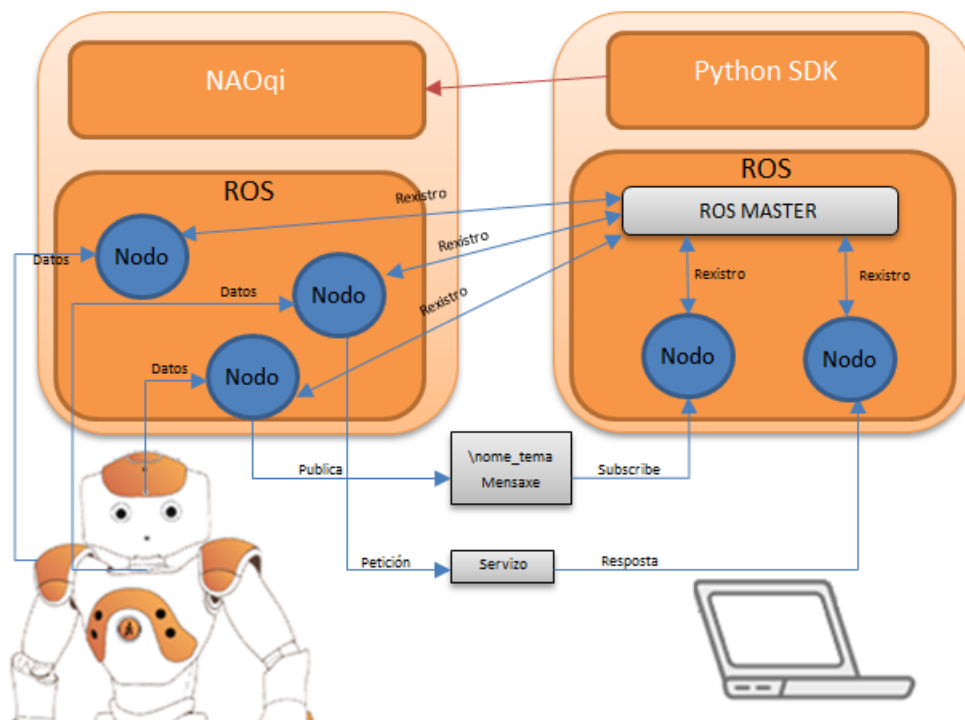 NAOqi
Python SDK
ROS
ROS
Rexistro
ROS MASTER
Nodo
Datos
Rexistro
Datos
Nodo
Rexistro
Rexistro
Rexistro
Datos
Nodo
Nodo
Nodo
Publica
\nome_tema
Mensaxe
Subscribe
Petición
Servizo
Resposta